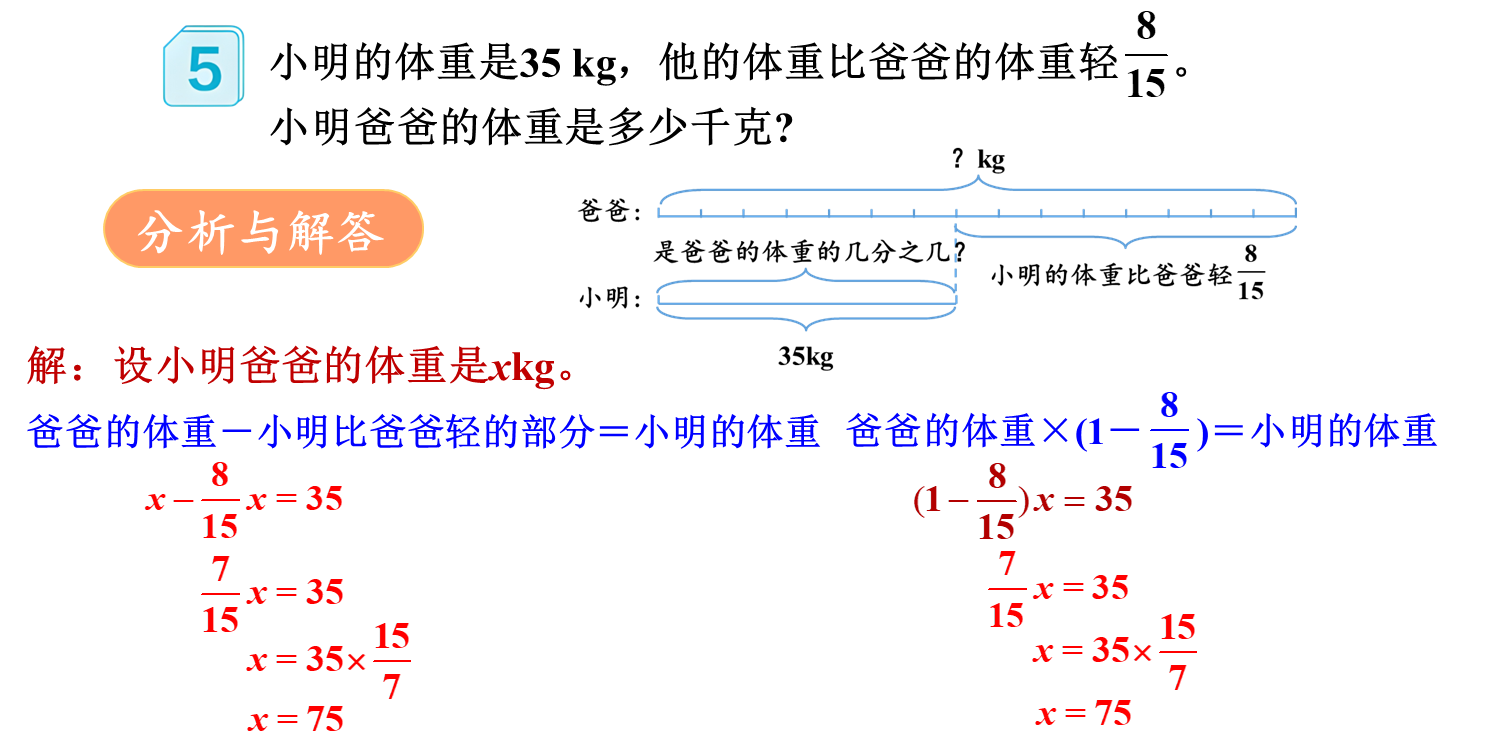 5 小明的体重是35 kg，他的体重比爸爸的体重轻8/15。
小明爸爸的体重是多少千克?
? kg
分析与解答
爸爸:
是爸爸的体重的几分之几?
小明的体重比爸爸轻8/15
小明:
35kg
解：设小明爸爸的体重是xkg。
爸爸的体重－小明比爸爸轻的部分＝小明的体重
x－8/15 x = 35
7/15 x = 35
x = 35×15/7
x = 75
爸爸的体重×(1－8/15)＝小明的体重
(1－8/15)x = 35
7/15 x = 35
x = 35×15/7
x = 75